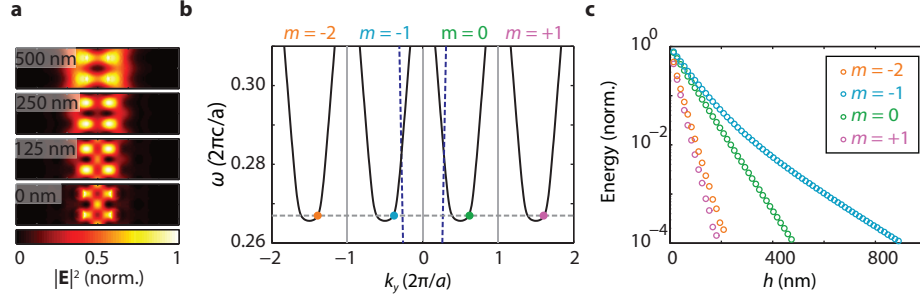 a
500 nm
250 nm
125 nm
0 nm
0 0.5 1
|E|² (norm.)
b
m = -2 m = -1 m = 0 m = +1
0.30
0.28
0.26
ω (2πc/a)
−2 −1 0 1 2
k_y (2π/a)
c
10⁰
10⁻²
10⁻⁴
Energy (norm.)
m = -2
m = -1
m = 0
m = +1
0 400 800
h (nm)